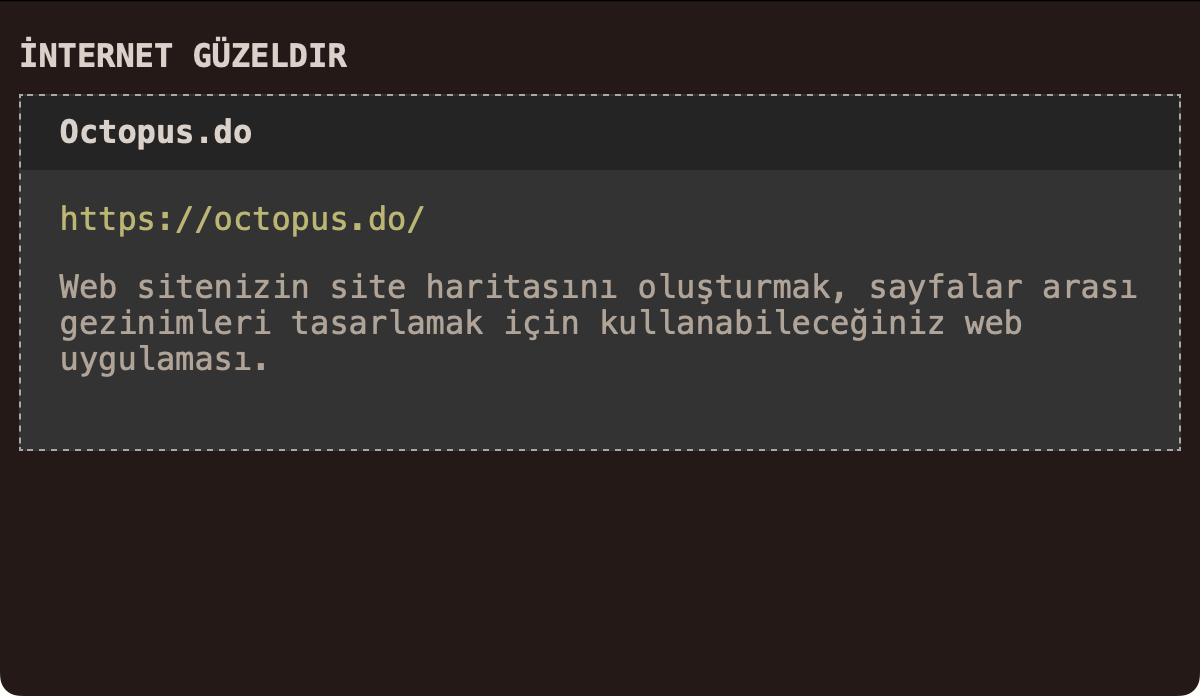 İNTERNET GÜZELDIR
Octopus.do
https://octopus.do/
Web sitenizin site haritasını oluşturmak, sayfalar arası
gezinimleri tasarlamak için kullanabileceğiniz web
uygulaması.